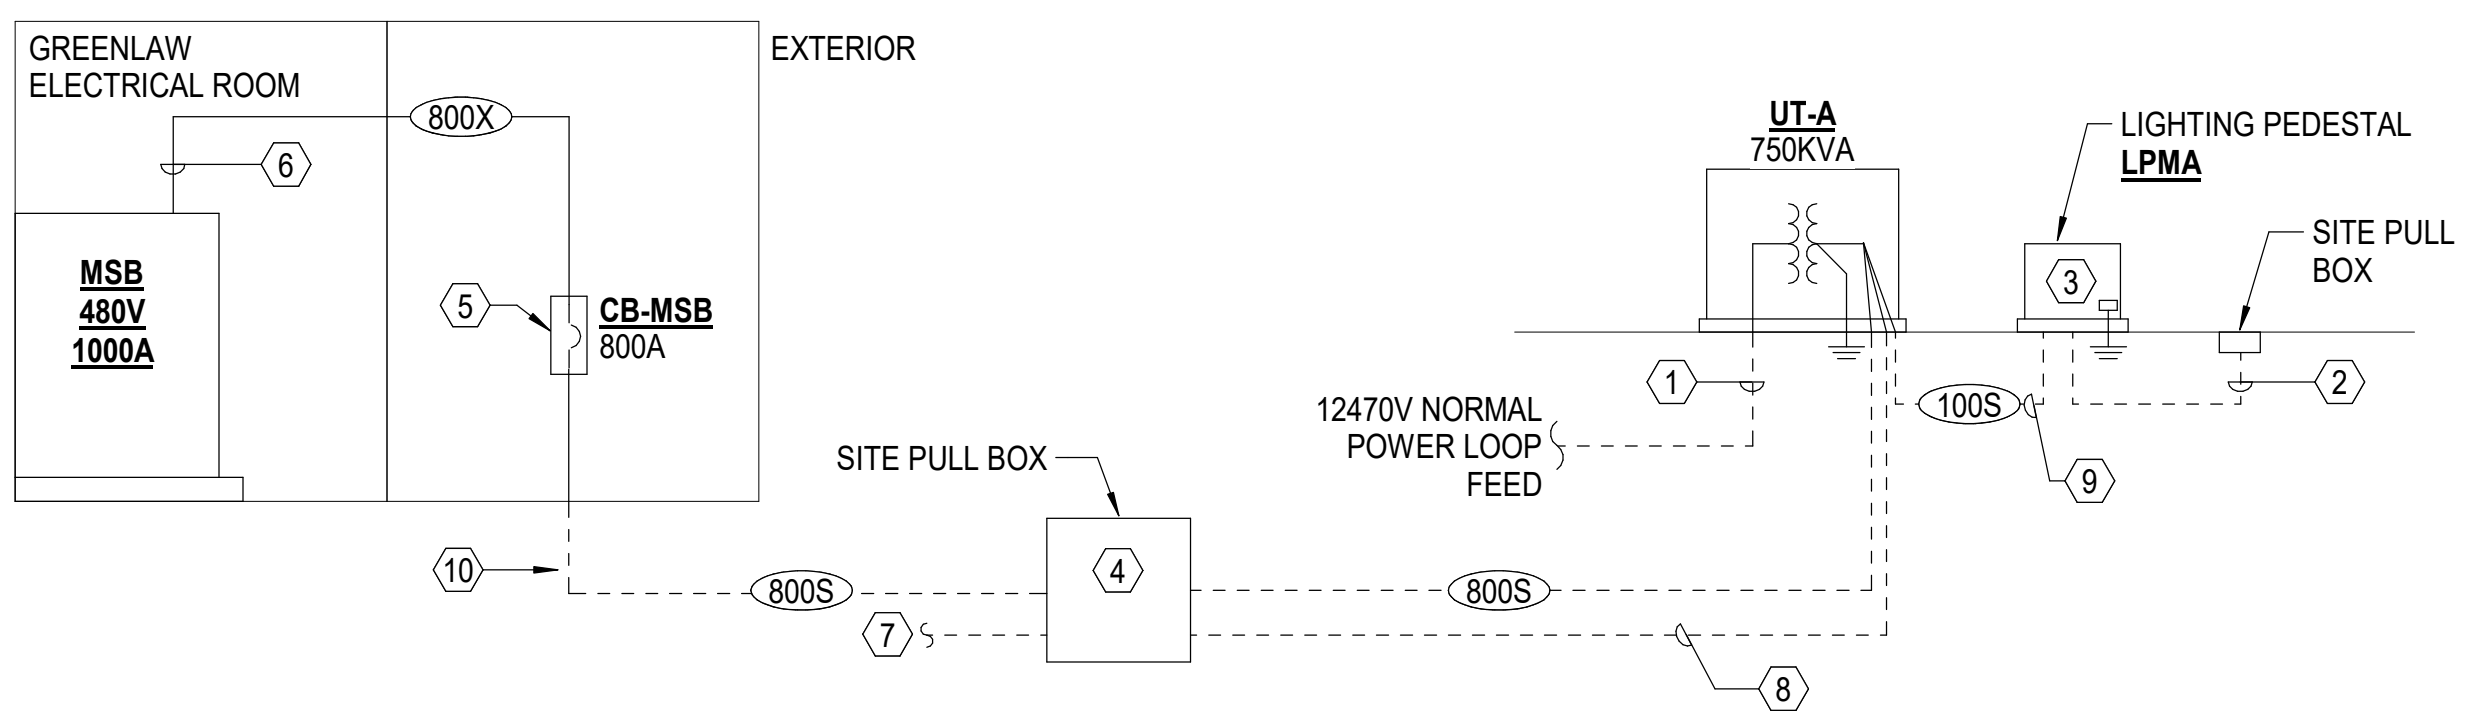 GREENLAW
ELECTRICAL ROOM
EXTERIOR
800X
6
MSB
480V
1000A
5
CB-MSB
800A
UT-A
750KVA
LIGHTING PEDESTAL
LPMA
SITE PULL
BOX
3
1
2
100S
12470V NORMAL
POWER LOOP
FEED
9
SITE PULL BOX
10
800S
4
800S
7
8